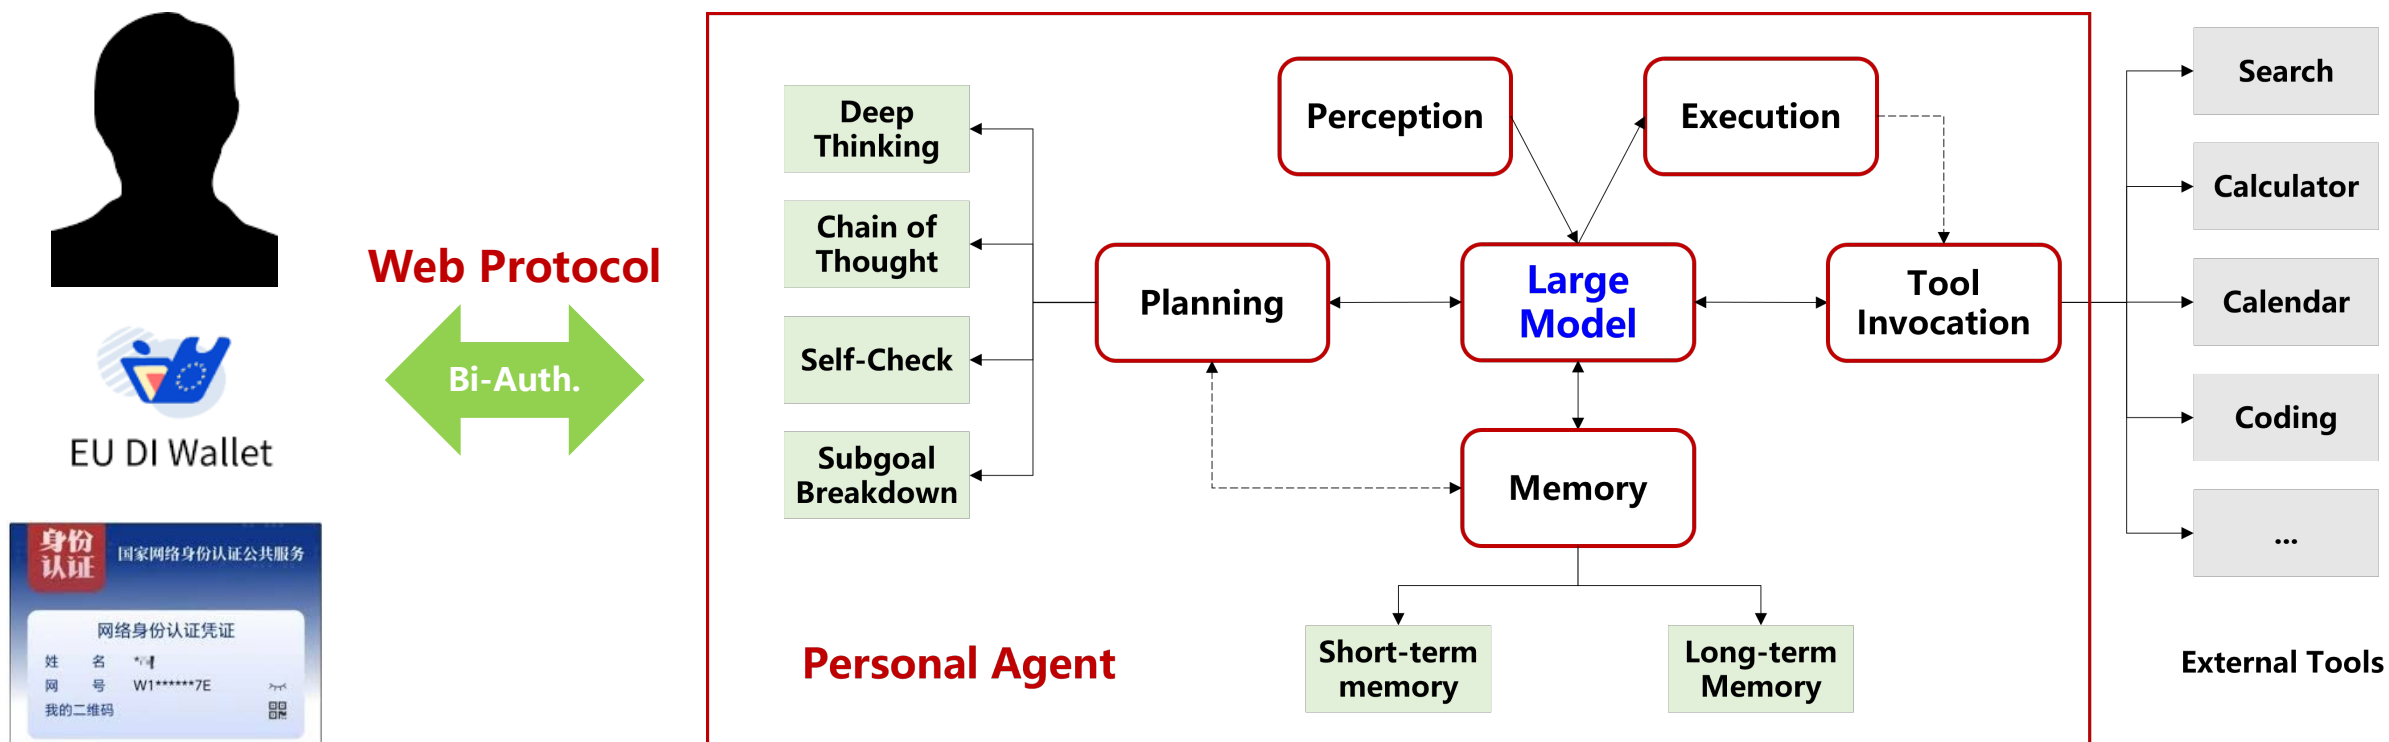 EU DI Wallet
身份
认证
国家网络身份认证公共服务
网络身份认证凭证
姓 名
网 号 W1******7E
我的二维码
Web Protocol
Bi-Auth.
Deep
Thinking
Chain of
Thought
Self-Check
Subgoal
Breakdown
Planning
Perception
Execution
Large
Model
Tool
Invocation
Memory
Short-term
memory
Long-term
Memory
Personal Agent
Search
Calculator
Calendar
Coding
...
External Tools